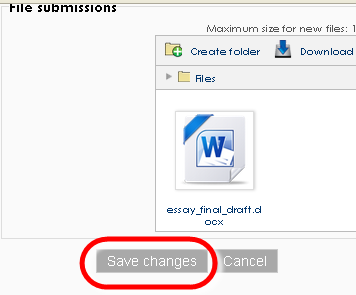 File submissions
Maximum size for new files: 1
Create folder Download
Files
W
essay_final_draft.d
ocx
Save changes Cancel